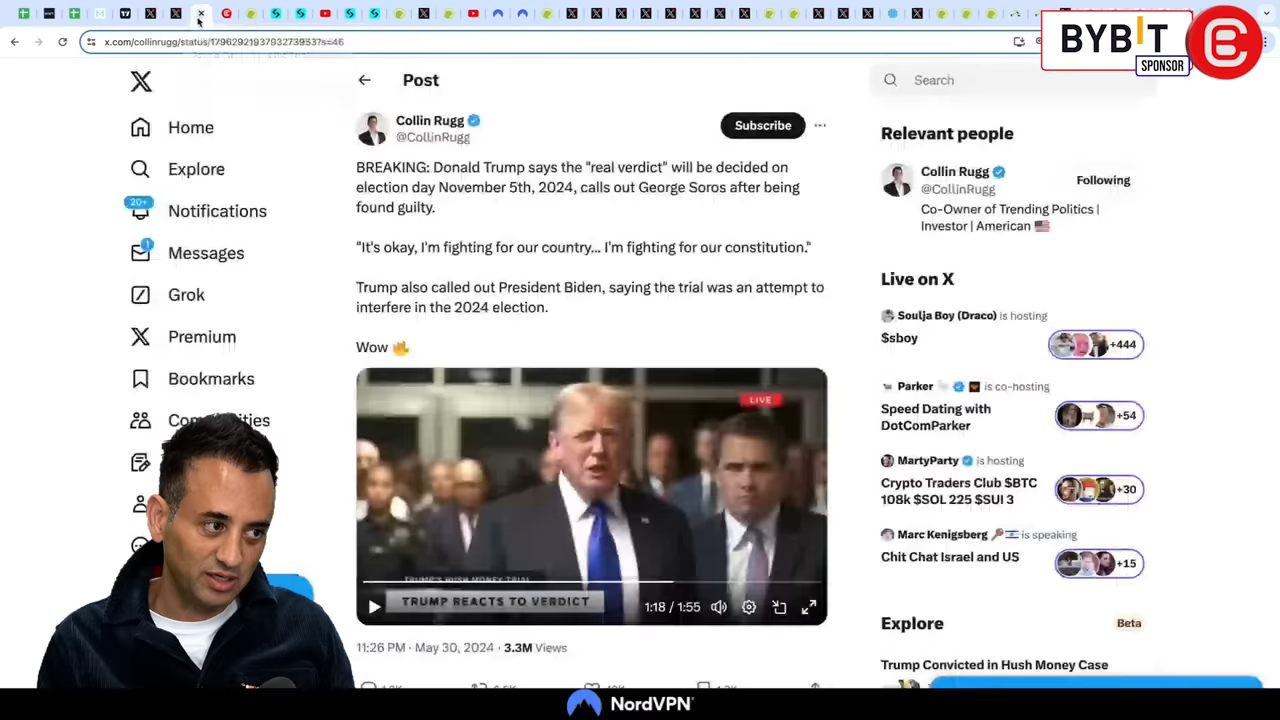 x.com/collinrugg/status/1796292193793273953?s=46
BYBIT
SPONSOR
Home
Explore
20+
Notifications
1
Messages
Grok
Premium
Bookmarks
Post
Collin Rugg
@CollinRugg
Subscribe
BREAKING: Donald Trump says the "real verdict" will be decided on
election day November 5th, 2024, calls out George Soros after being
found guilty.
"It's okay, I'm fighting for our country... I'm fighting for our constitution."
Trump also called out President Biden, saying the trial was an attempt to
interfere in the 2024 election.
Wow 🔥
LIVE
TRUMP'S HUSH MONEY TRIAL
TRUMP REACTS TO VERDICT
1:18 / 1:55
11:26 PM · May 30, 2024 · 3.3M Views
Search
Relevant people
Collin Rugg
@CollinRugg
Following
Co-Owner of Trending Politics |
Investor | American 🇺🇸
Live on X
Soulja Boy (Draco) is hosting
$sboy
+444
Parker is co-hosting
Speed Dating with
DotComParker
+54
MartyParty is hosting
Crypto Traders Club $BTC
108k $SOL 225 $SUI 3
+30
Marc Kenigsberg is speaking
Chit Chat Israel and US
+15
Explore
Beta
Trump Convicted in Hush Money Case
NordVPN